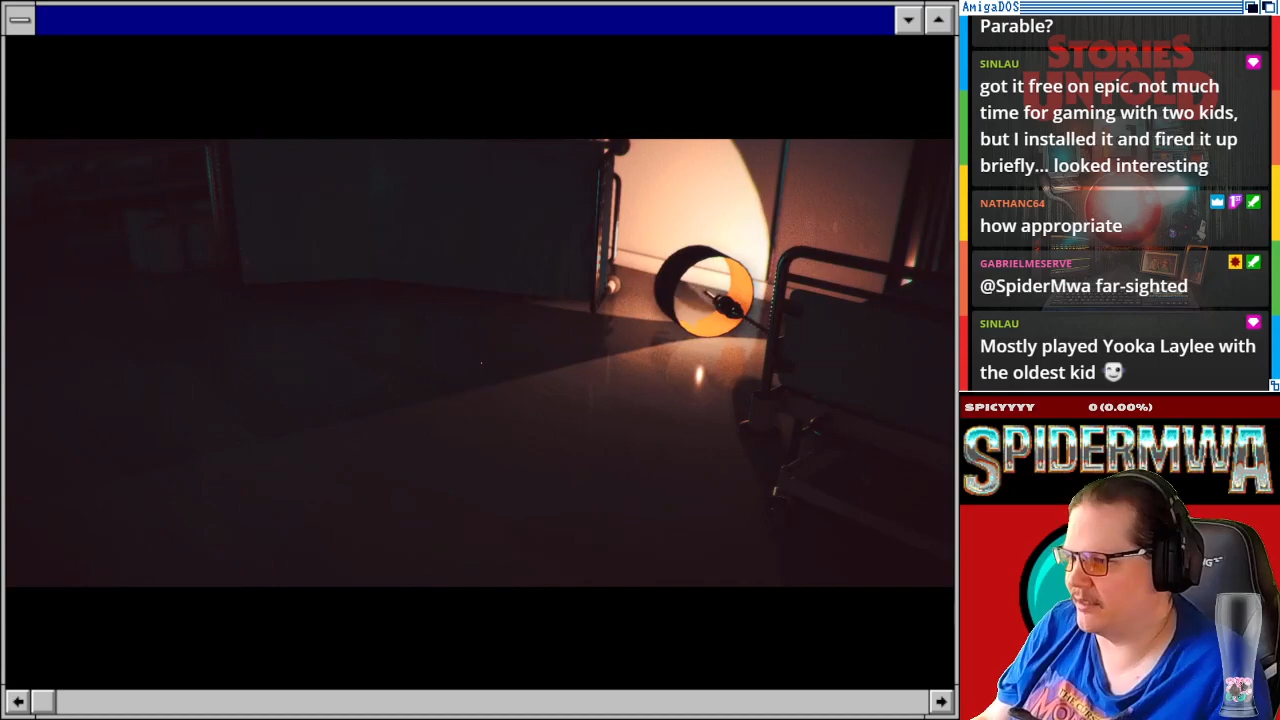 AmigaDOS
Parable?
STORIES
UNTOLD
SINLAU
got it free on epic. not much
time for gaming with two kids,
but I installed it and fired it up
briefly... looked interesting
NATHANC64
how appropriate
GABRIELMESERVE
@SpiderMwa far-sighted
SINLAU
Mostly played Yooka Laylee with
the oldest kid
SPICYYYY 0 (0.00%)
SPIDERMWA